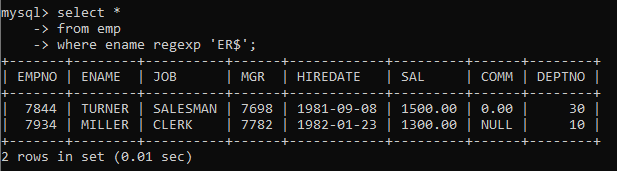 mysql> select *
    -> from emp
    -> where ename regexp 'ER$';
+-------+--------+----------+------+------------+---------+------+--------+
| EMPNO | ENAME  | JOB      | MGR  | HIREDATE   | SAL     | COMM | DEPTNO |
+-------+--------+----------+------+------------+---------+------+--------+
|  7844 | TURNER | SALESMAN | 7698 | 1981-09-08 | 1500.00 | 0.00 |     30 |
|  7934 | MILLER | CLERK    | 7782 | 1982-01-23 | 1300.00 | NULL |     10 |
+-------+--------+----------+------+------------+---------+------+--------+
2 rows in set (0.01 sec)